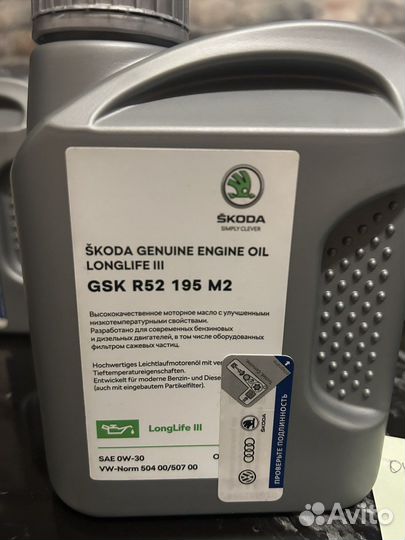 ŠKODA
SIMPLY CLEVER
ŠKODA GENUINE ENGINE OIL
LONGLIFE III
GSK R52 195 M2
Высококачественное моторное масло с улучшенными
низкотемпературными свойствами.
Разработано для современных бензиновых
и дизельных двигателей, в том числе оборудованных
фильтром сажевых частиц.
Hochwertiges Leichtlaufmotorenöl mit
Tieftemperatureigenschaften.
Entwickelt für moderne Benzin- und
(auch mit eingebautem Partikelfilter).
LongLife III
SAE 0W-30
VW-Norm 504 00/507 00
ŠKODA
ПРОВЕРЬТЕ ПОДЛИННОСТЬ
Avito